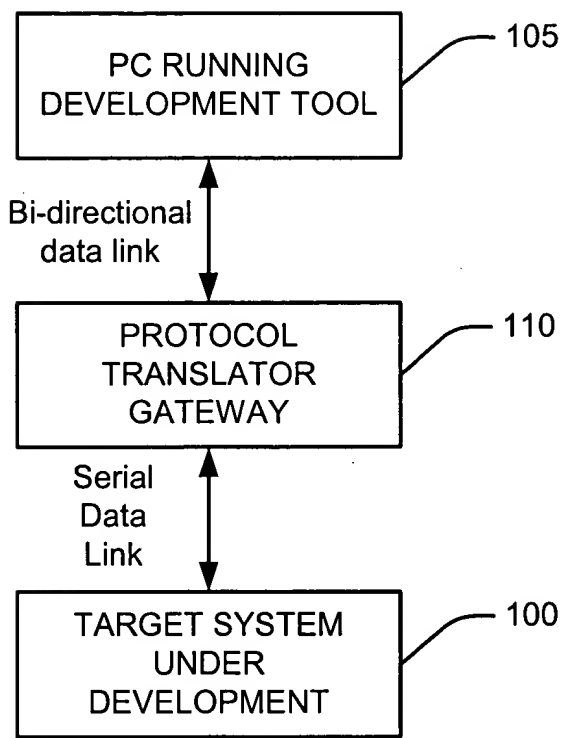 PC RUNNING
DEVELOPMENT TOOL
105
Bi-directional
data link
PROTOCOL
TRANSLATOR
GATEWAY
110
Serial
Data
Link
TARGET SYSTEM
UNDER
DEVELOPMENT
100